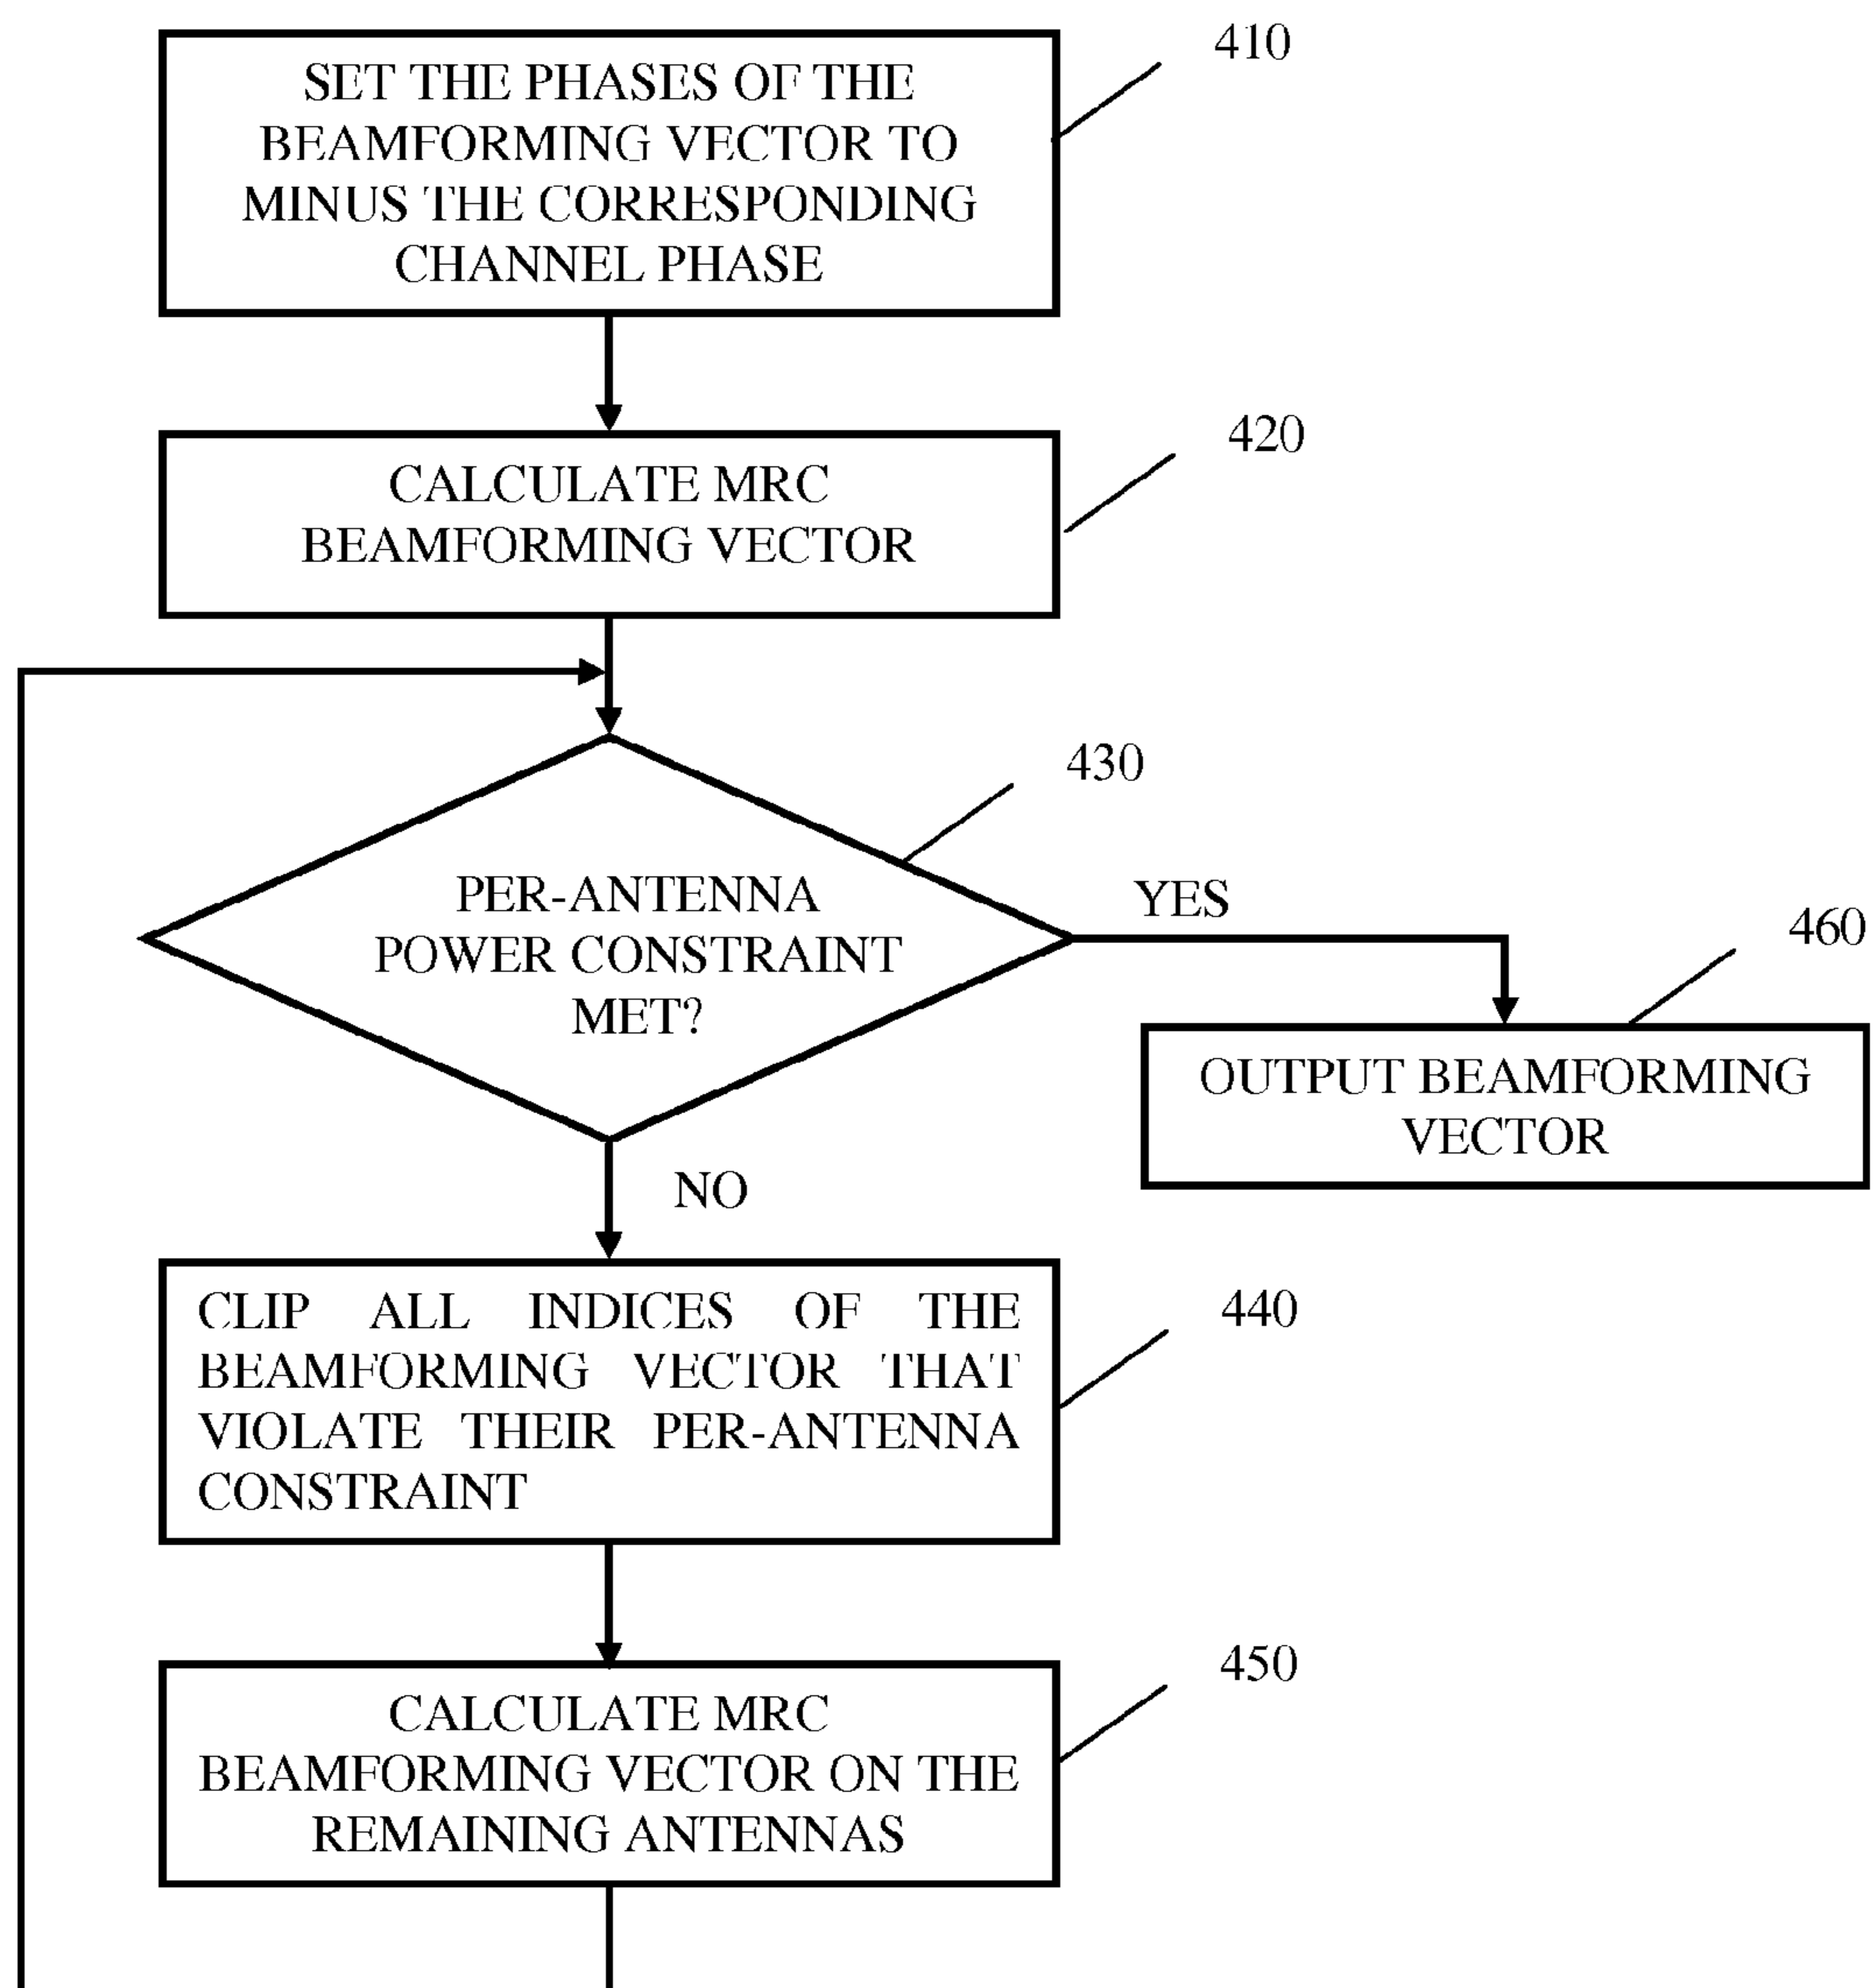 410
SET THE PHASES OF THE
BEAMFORMING VECTOR TO
MINUS THE CORRESPONDING
CHANNEL PHASE
420
CALCULATE MRC
BEAMFORMING VECTOR
430
PER-ANTENNA
POWER CONSTRAINT
MET?
YES
460
OUTPUT BEAMFORMING
VECTOR
NO
440
CLIP ALL INDICES OF THE
BEAMFORMING VECTOR THAT
VIOLATE THEIR PER-ANTENNA
CONSTRAINT
450
CALCULATE MRC
BEAMFORMING VECTOR ON THE
REMAINING ANTENNAS